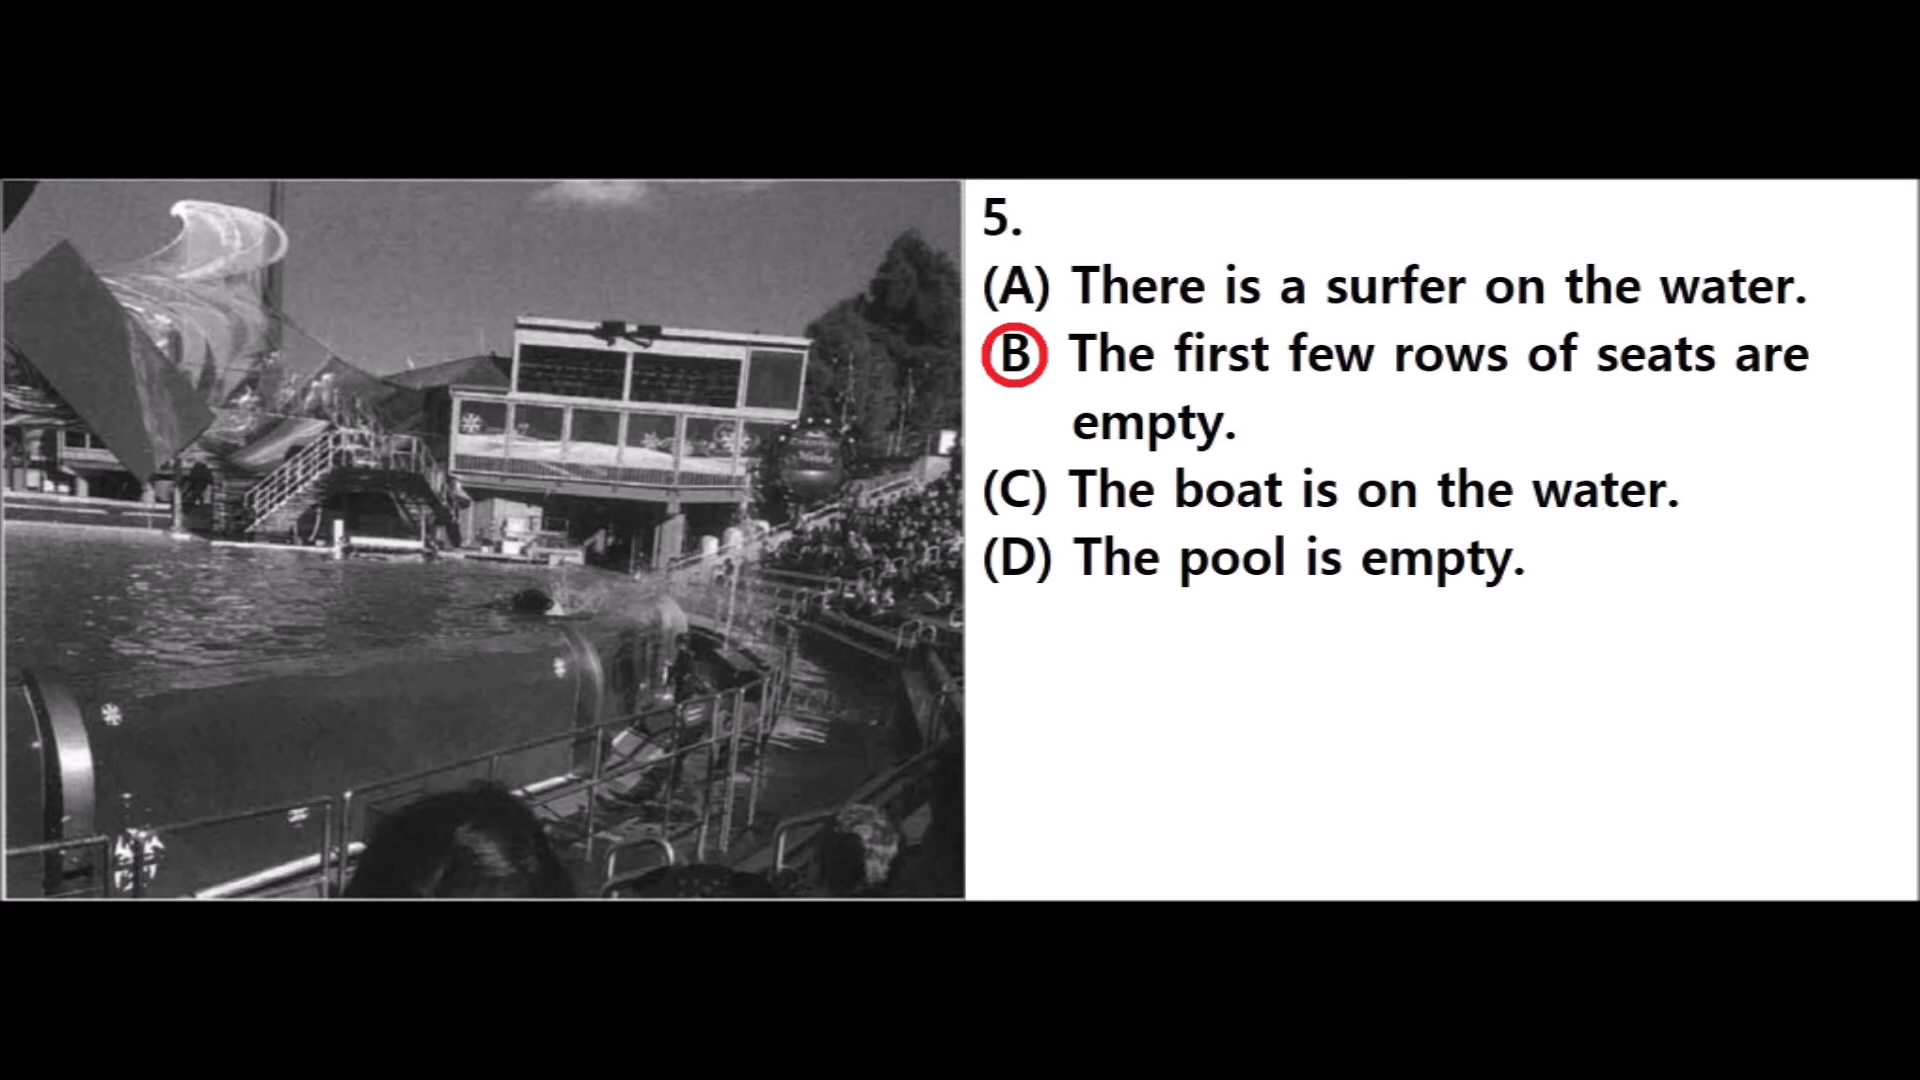 5.
(A) There is a surfer on the water.
(B) The first few rows of seats are
empty.
(C) The boat is on the water.
(D) The pool is empty.